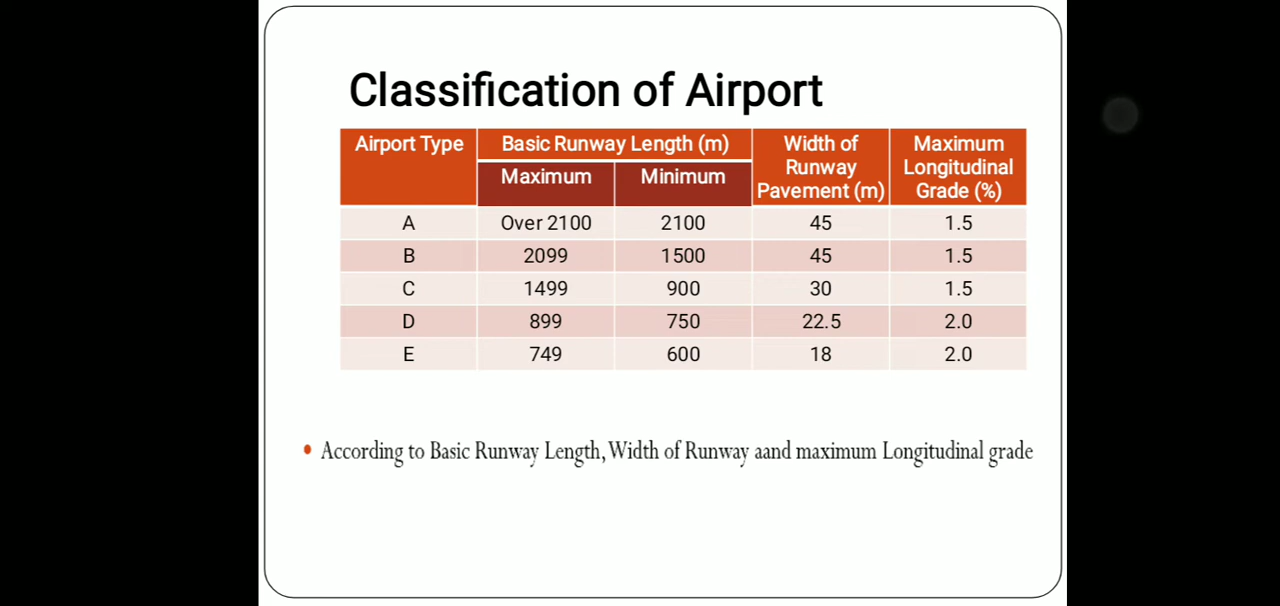 Classification of Airport
Airport Type Basic Runway Length (m) Width of Runway Pavement (m) Maximum Longitudinal Grade (%)
Maximum Minimum
A Over 2100 2100 45 1.5
B 2099 1500 45 1.5
C 1499 900 30 1.5
D 899 750 22.5 2.0
E 749 600 18 2.0
• According to Basic Runway Length, Width of Runway aand maximum Longitudinal grade